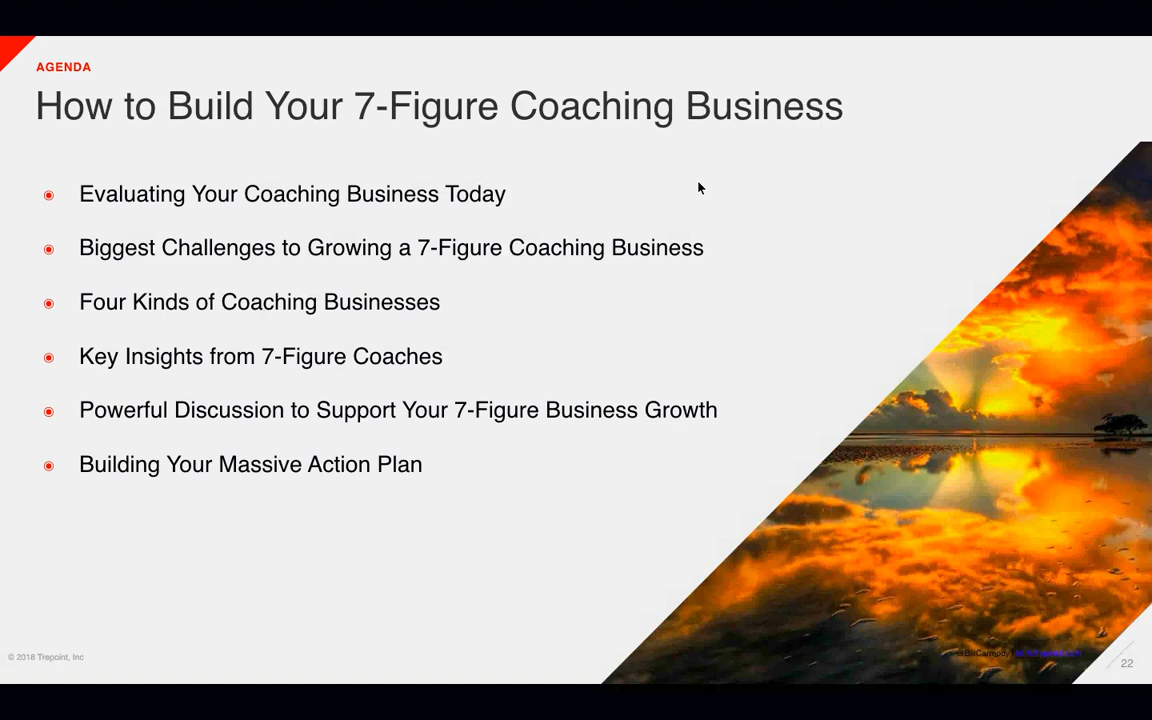 AGENDA
How to Build Your 7-Figure Coaching Business
Evaluating Your Coaching Business Today
Biggest Challenges to Growing a 7-Figure Coaching Business
Four Kinds of Coaching Businesses
Key Insights from 7-Figure Coaches
Powerful Discussion to Support Your 7-Figure Business Growth
Building Your Massive Action Plan
© 2018 Trepoint, Inc
22